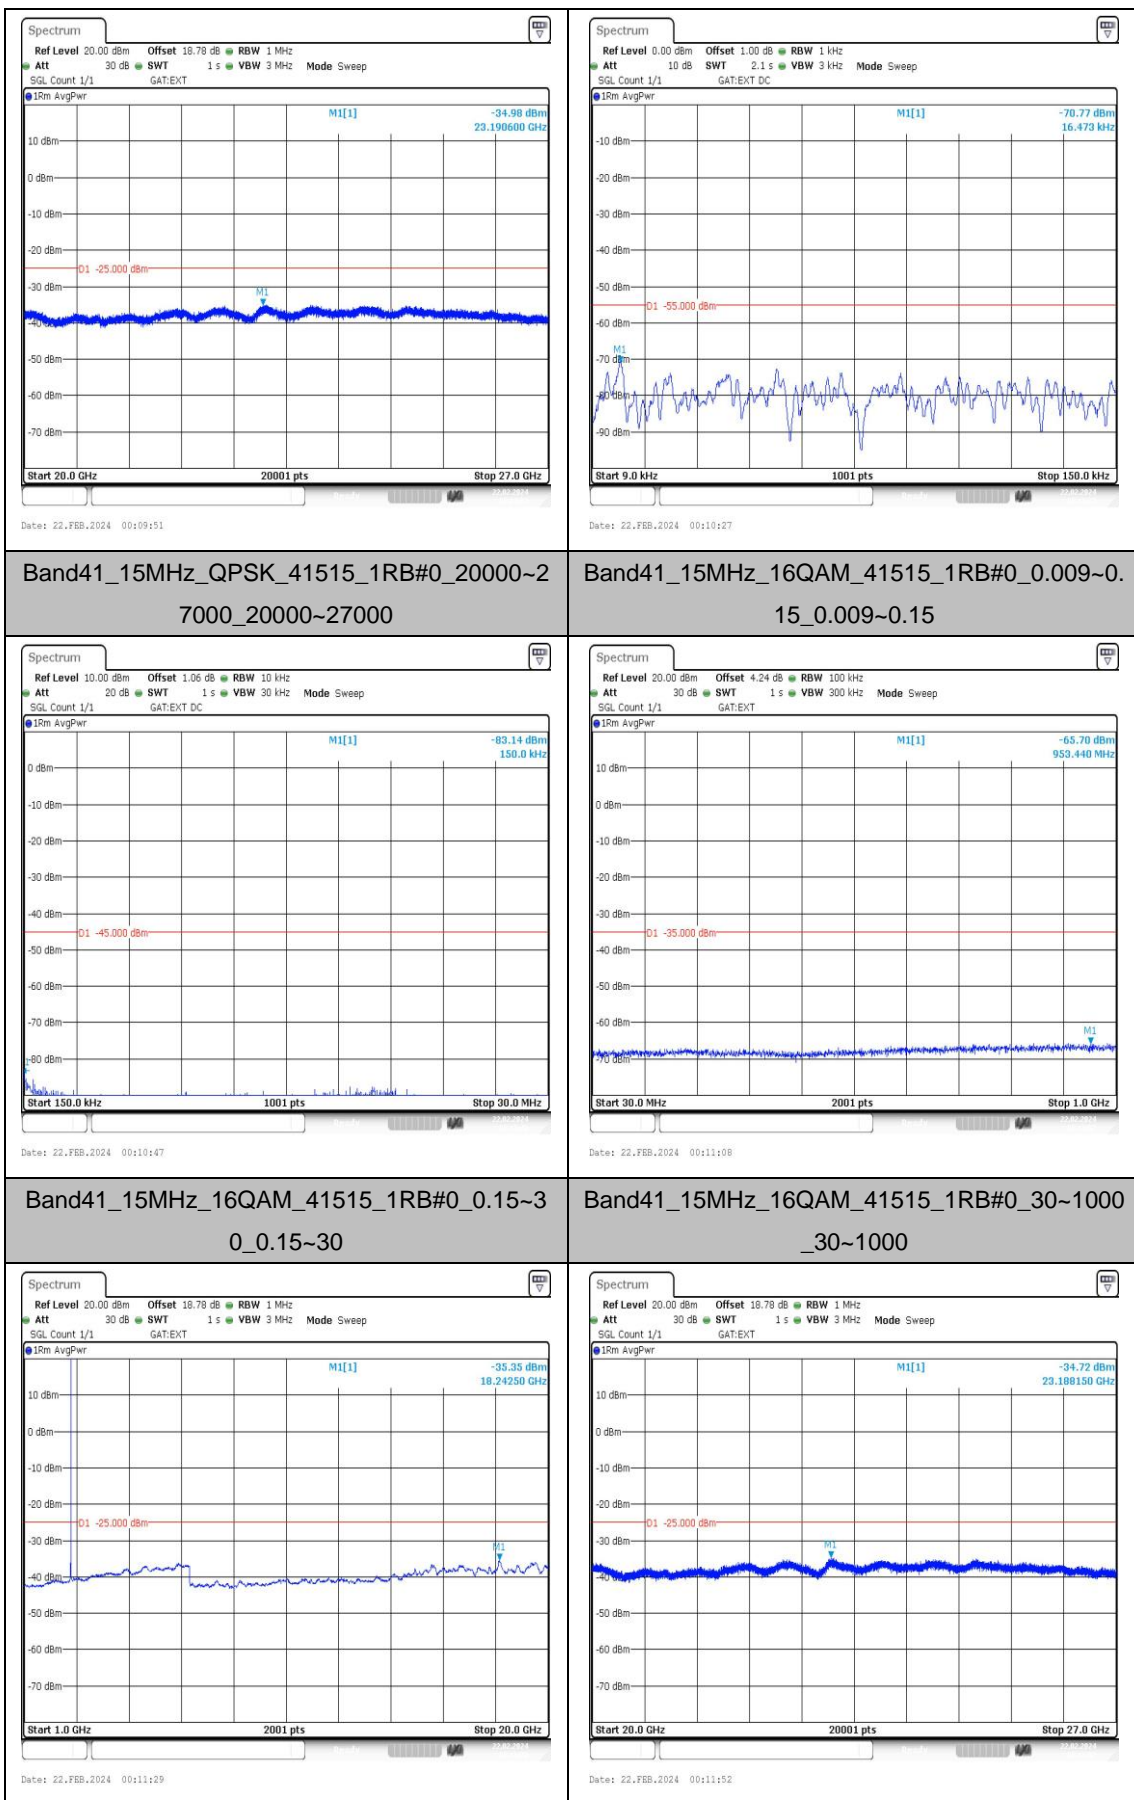 Spectrum
Ref Level 20.00 dBm Offset 18.78 dB RBW 1 MHz
Att 30 dB SWT 1 s VBW 3 MHz Mode Sweep
SGL Count 1/1 GAT:EXT
1Rm AvgPwr
M1[1] -34.98 dBm
23.190600 GHz
10 dBm
0 dBm
-10 dBm
-20 dBm
D1 -25.000 dBm
-30 dBm
M1
-40 dBm
-50 dBm
-60 dBm
-70 dBm
Start 20.0 GHz 20001 pts Stop 27.0 GHz
Date: 22.FEB.2024 00:09:51
Spectrum
Ref Level 0.00 dBm Offset 1.00 dB RBW 1 kHz
Att 10 dB SWT 2.1 s VBW 3 kHz Mode Sweep
SGL Count 1/1 GAT:EXT DC
1Rm AvgPwr
M1[1] -70.77 dBm
16.473 kHz
-10 dBm
-20 dBm
-30 dBm
-40 dBm
-50 dBm
D1 -55.000 dBm
-60 dBm
M1
-70 dBm
-80 dBm
-90 dBm
Start 9.0 kHz 1001 pts Stop 150.0 kHz
Date: 22.FEB.2024 00:10:27
Band41_15MHz_QPSK_41515_1RB#0_20000~2
7000_20000~27000
Band41_15MHz_16QAM_41515_1RB#0_0.009~0.
15_0.009~0.15
Spectrum
Ref Level 10.00 dBm Offset 1.06 dB RBW 10 kHz
Att 20 dB SWT 1 s VBW 30 kHz Mode Sweep
SGL Count 1/1 GAT:EXT DC
1Rm AvgPwr
M1[1] -83.14 dBm
150.0 kHz
0 dBm
-10 dBm
-20 dBm
-30 dBm
-40 dBm
D1 -45.000 dBm
-50 dBm
-60 dBm
-70 dBm
-80 dBm
Start 150.0 kHz 1001 pts Stop 30.0 MHz
Date: 22.FEB.2024 00:10:47
Spectrum
Ref Level 20.00 dBm Offset 4.24 dB RBW 100 kHz
Att 30 dB SWT 1 s VBW 300 kHz Mode Sweep
SGL Count 1/1 GAT:EXT
1Rm AvgPwr
M1[1] -65.70 dBm
953.440 MHz
10 dBm
0 dBm
-10 dBm
-20 dBm
-30 dBm
D1 -35.000 dBm
-40 dBm
-50 dBm
-60 dBm
M1
-70 dBm
Start 30.0 MHz 2001 pts Stop 1.0 GHz
Date: 22.FEB.2024 00:11:08
Band41_15MHz_16QAM_41515_1RB#0_0.15~3
0_0.15~30
Band41_15MHz_16QAM_41515_1RB#0_30~1000
_30~1000
Spectrum
Ref Level 20.00 dBm Offset 18.78 dB RBW 1 MHz
Att 30 dB SWT 1 s VBW 3 MHz Mode Sweep
SGL Count 1/1 GAT:EXT
1Rm AvgPwr
M1[1] -35.35 dBm
18.24250 GHz
10 dBm
0 dBm
-10 dBm
-20 dBm
D1 -25.000 dBm
-30 dBm
M1
-40 dBm
-50 dBm
-60 dBm
-70 dBm
Start 1.0 GHz 2001 pts Stop 20.0 GHz
Date: 22.FEB.2024 00:11:29
Spectrum
Ref Level 20.00 dBm Offset 18.78 dB RBW 1 MHz
Att 30 dB SWT 1 s VBW 3 MHz Mode Sweep
SGL Count 1/1 GAT:EXT
1Rm AvgPwr
M1[1] -34.72 dBm
23.188150 GHz
10 dBm
0 dBm
-10 dBm
-20 dBm
D1 -25.000 dBm
-30 dBm
M1
-40 dBm
-50 dBm
-60 dBm
-70 dBm
Start 20.0 GHz 20001 pts Stop 27.0 GHz
Date: 22.FEB.2024 00:11:52